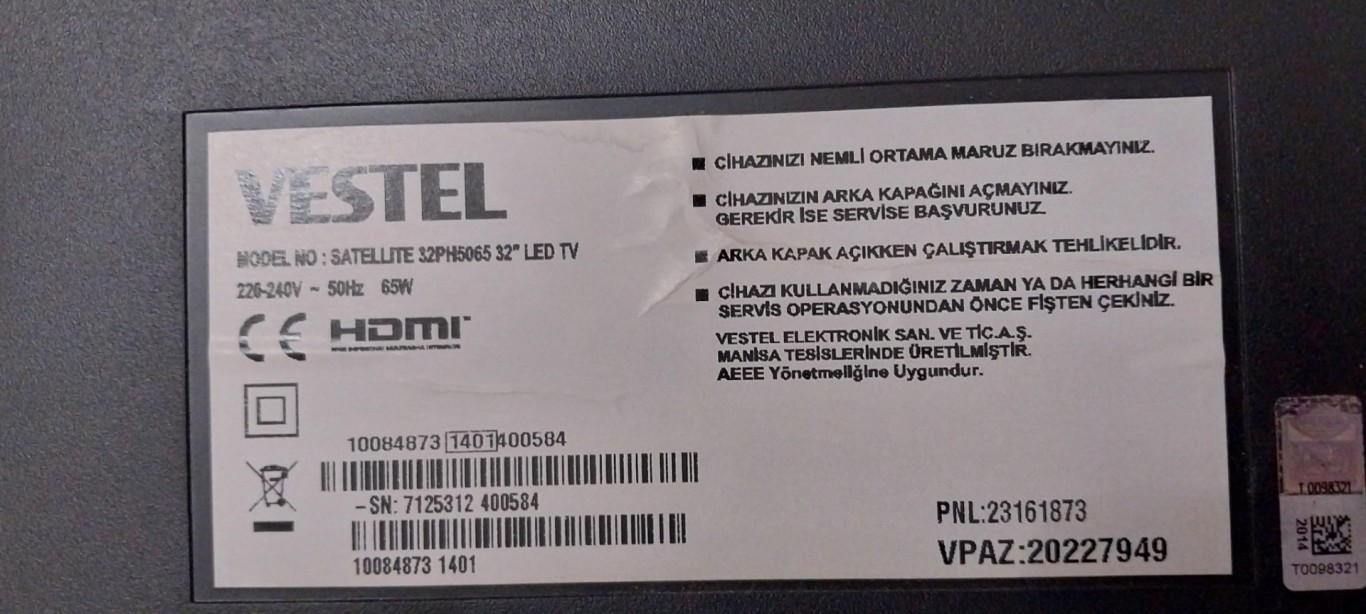 VESTEL
MODEL NO : SATELLITE 32PH5065 32" LED TV
220-240V ~ 50Hz 65W
CE HDMI
10084873 1401 400584
-SN: 7125312 400584
10084873 1401
■ CİHAZINIZI NEMLİ ORTAMA MARUZ BIRAKMAYINIZ.
■ CİHAZINIZIN ARKA KAPAĞINI AÇMAYINIZ.
GEREKİR İSE SERVİSE BAŞVURUNUZ.
■ ARKA KAPAK AÇIKKEN ÇALIŞTIRMAK TEHLİKELİDİR.
■ CİHAZI KULLANMADIĞINIZ ZAMAN YA DA HERHANGİ BİR
SERVİS OPERASYONUNDAN ÖNCE FİŞTEN ÇEKİNİZ.
VESTEL ELEKTRONİK SAN. VE TİC.A.Ş.
MANİSA TESİSLERİNDE ÜRETİLMİŞTİR.
AEEE Yönetmeliğine Uygundur.
PNL:23161873
VPAZ:20227949
T0098321
2014
T0098321